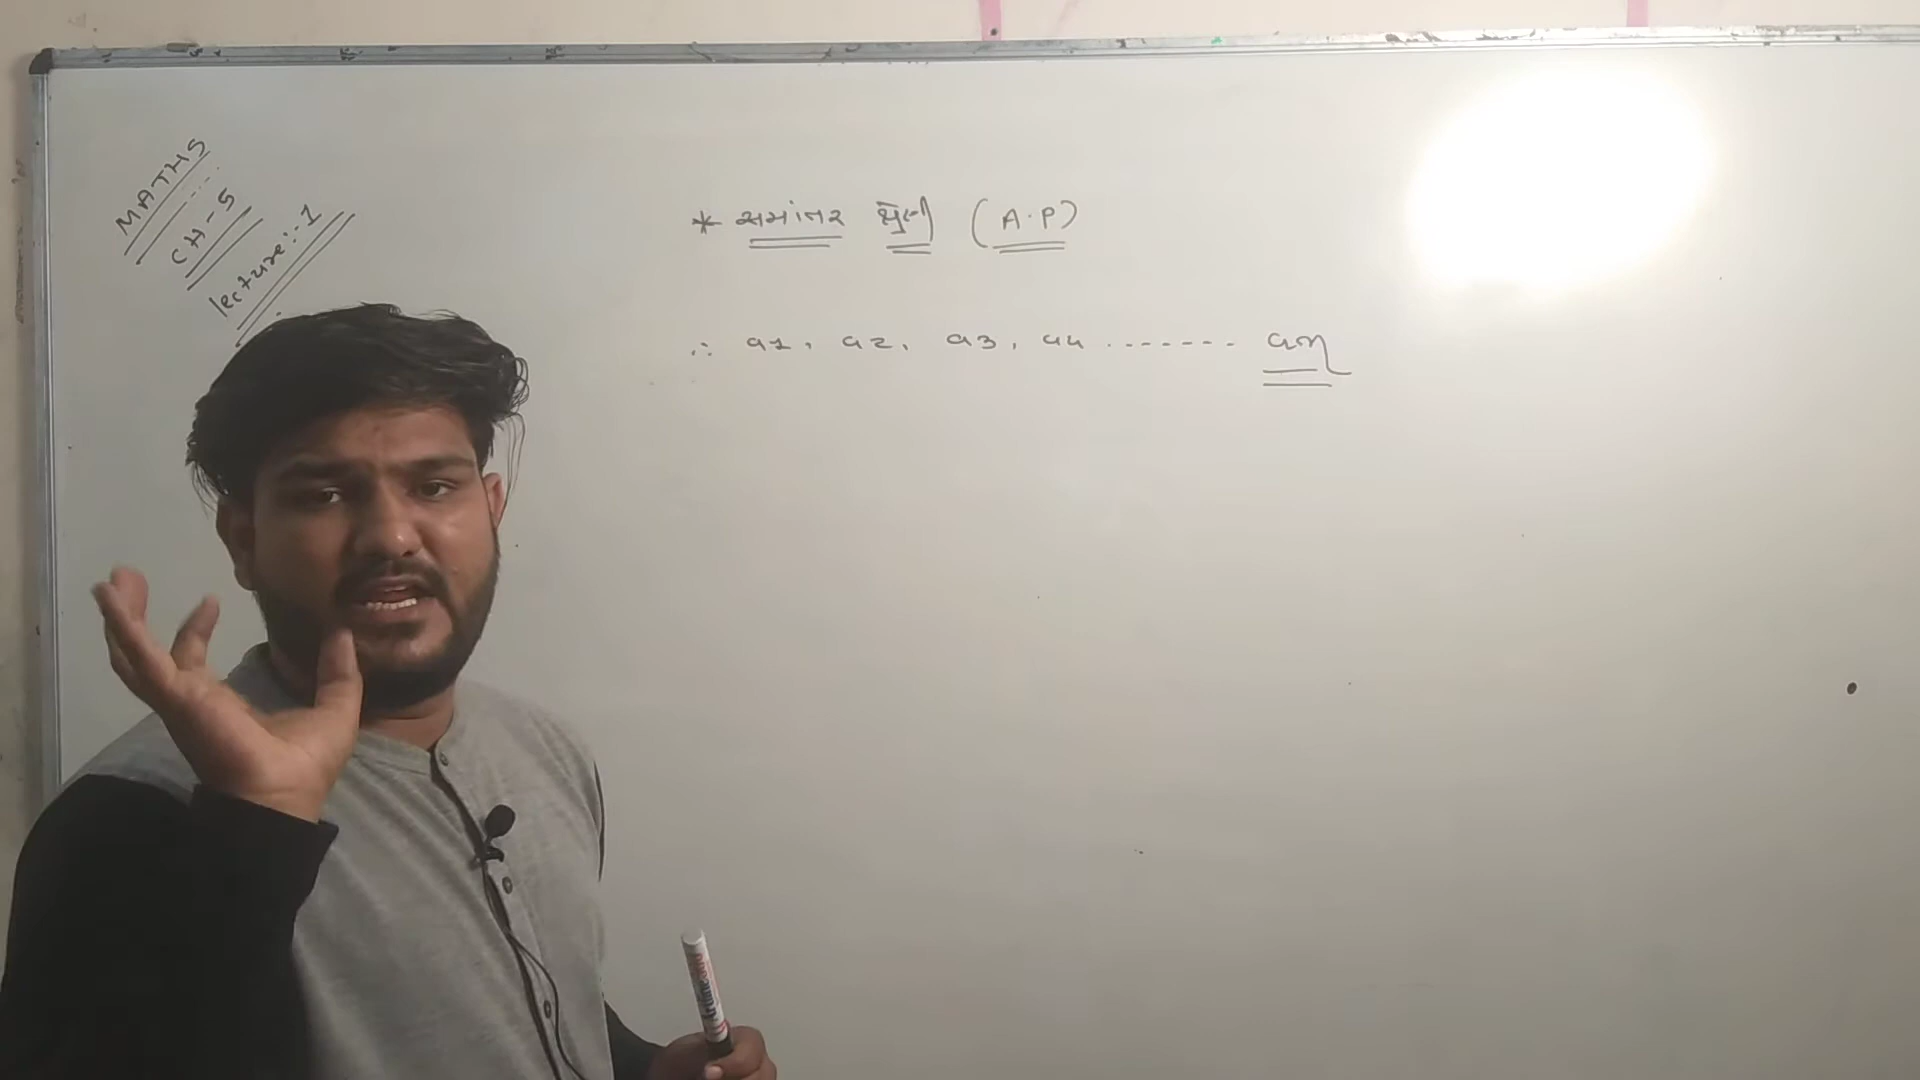 MATHS
CH-5
lecture:-1
* સમાંતર શ્રેણી (A.P)
∴ a1, a2, a3, a4 ....... an